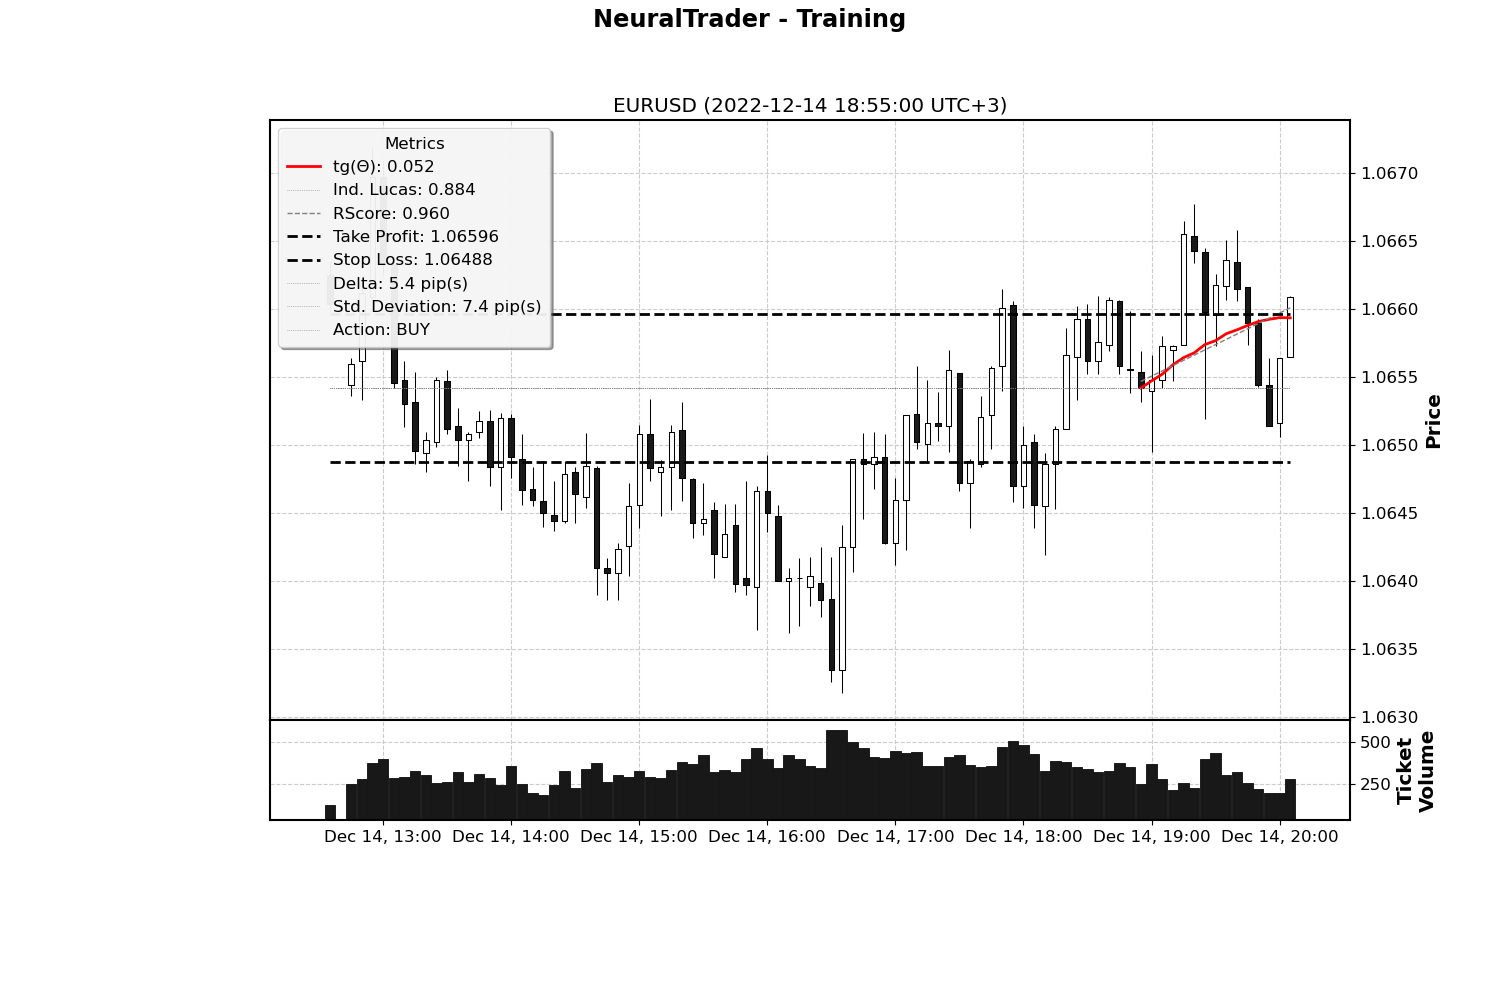 NeuralTrader - Training
EURUSD (2022-12-14 18:55:00 UTC+3)
Metrics
tg(Θ): 0.052
Ind. Lucas: 0.884
RScore: 0.960
Take Profit: 1.06596
Stop Loss: 1.06488
Delta: 5.4 pip(s)
Std. Deviation: 7.4 pip(s)
Action: BUY
1.0670
1.0665
1.0660
1.0655
1.0650
1.0645
1.0640
1.0635
1.0630
Price
500
250
Ticket
Volume
Dec 14, 13:00 Dec 14, 14:00 Dec 14, 15:00 Dec 14, 16:00 Dec 14, 17:00 Dec 14, 18:00 Dec 14, 19:00 Dec 14, 20:00